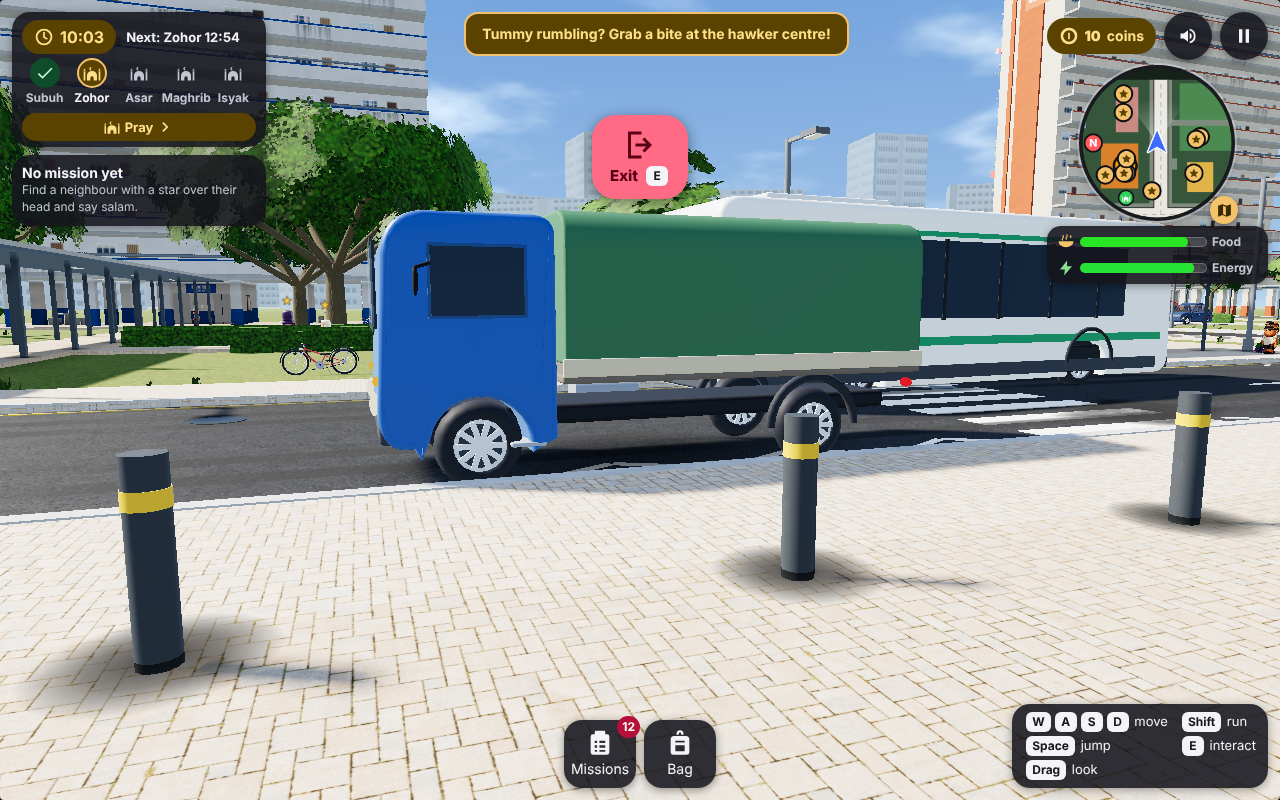 10:03
Next: Zohor 12:54
Subuh
Zohor
Asar
Maghrib
Isyak
Pray
No mission yet
Find a neighbour with a star over their
head and say salam.
Tummy rumbling? Grab a bite at the hawker centre!
Exit E
10 coins
N
Food
Energy
12
Missions
Bag
W A S D move
Shift run
Space jump
E interact
Drag look